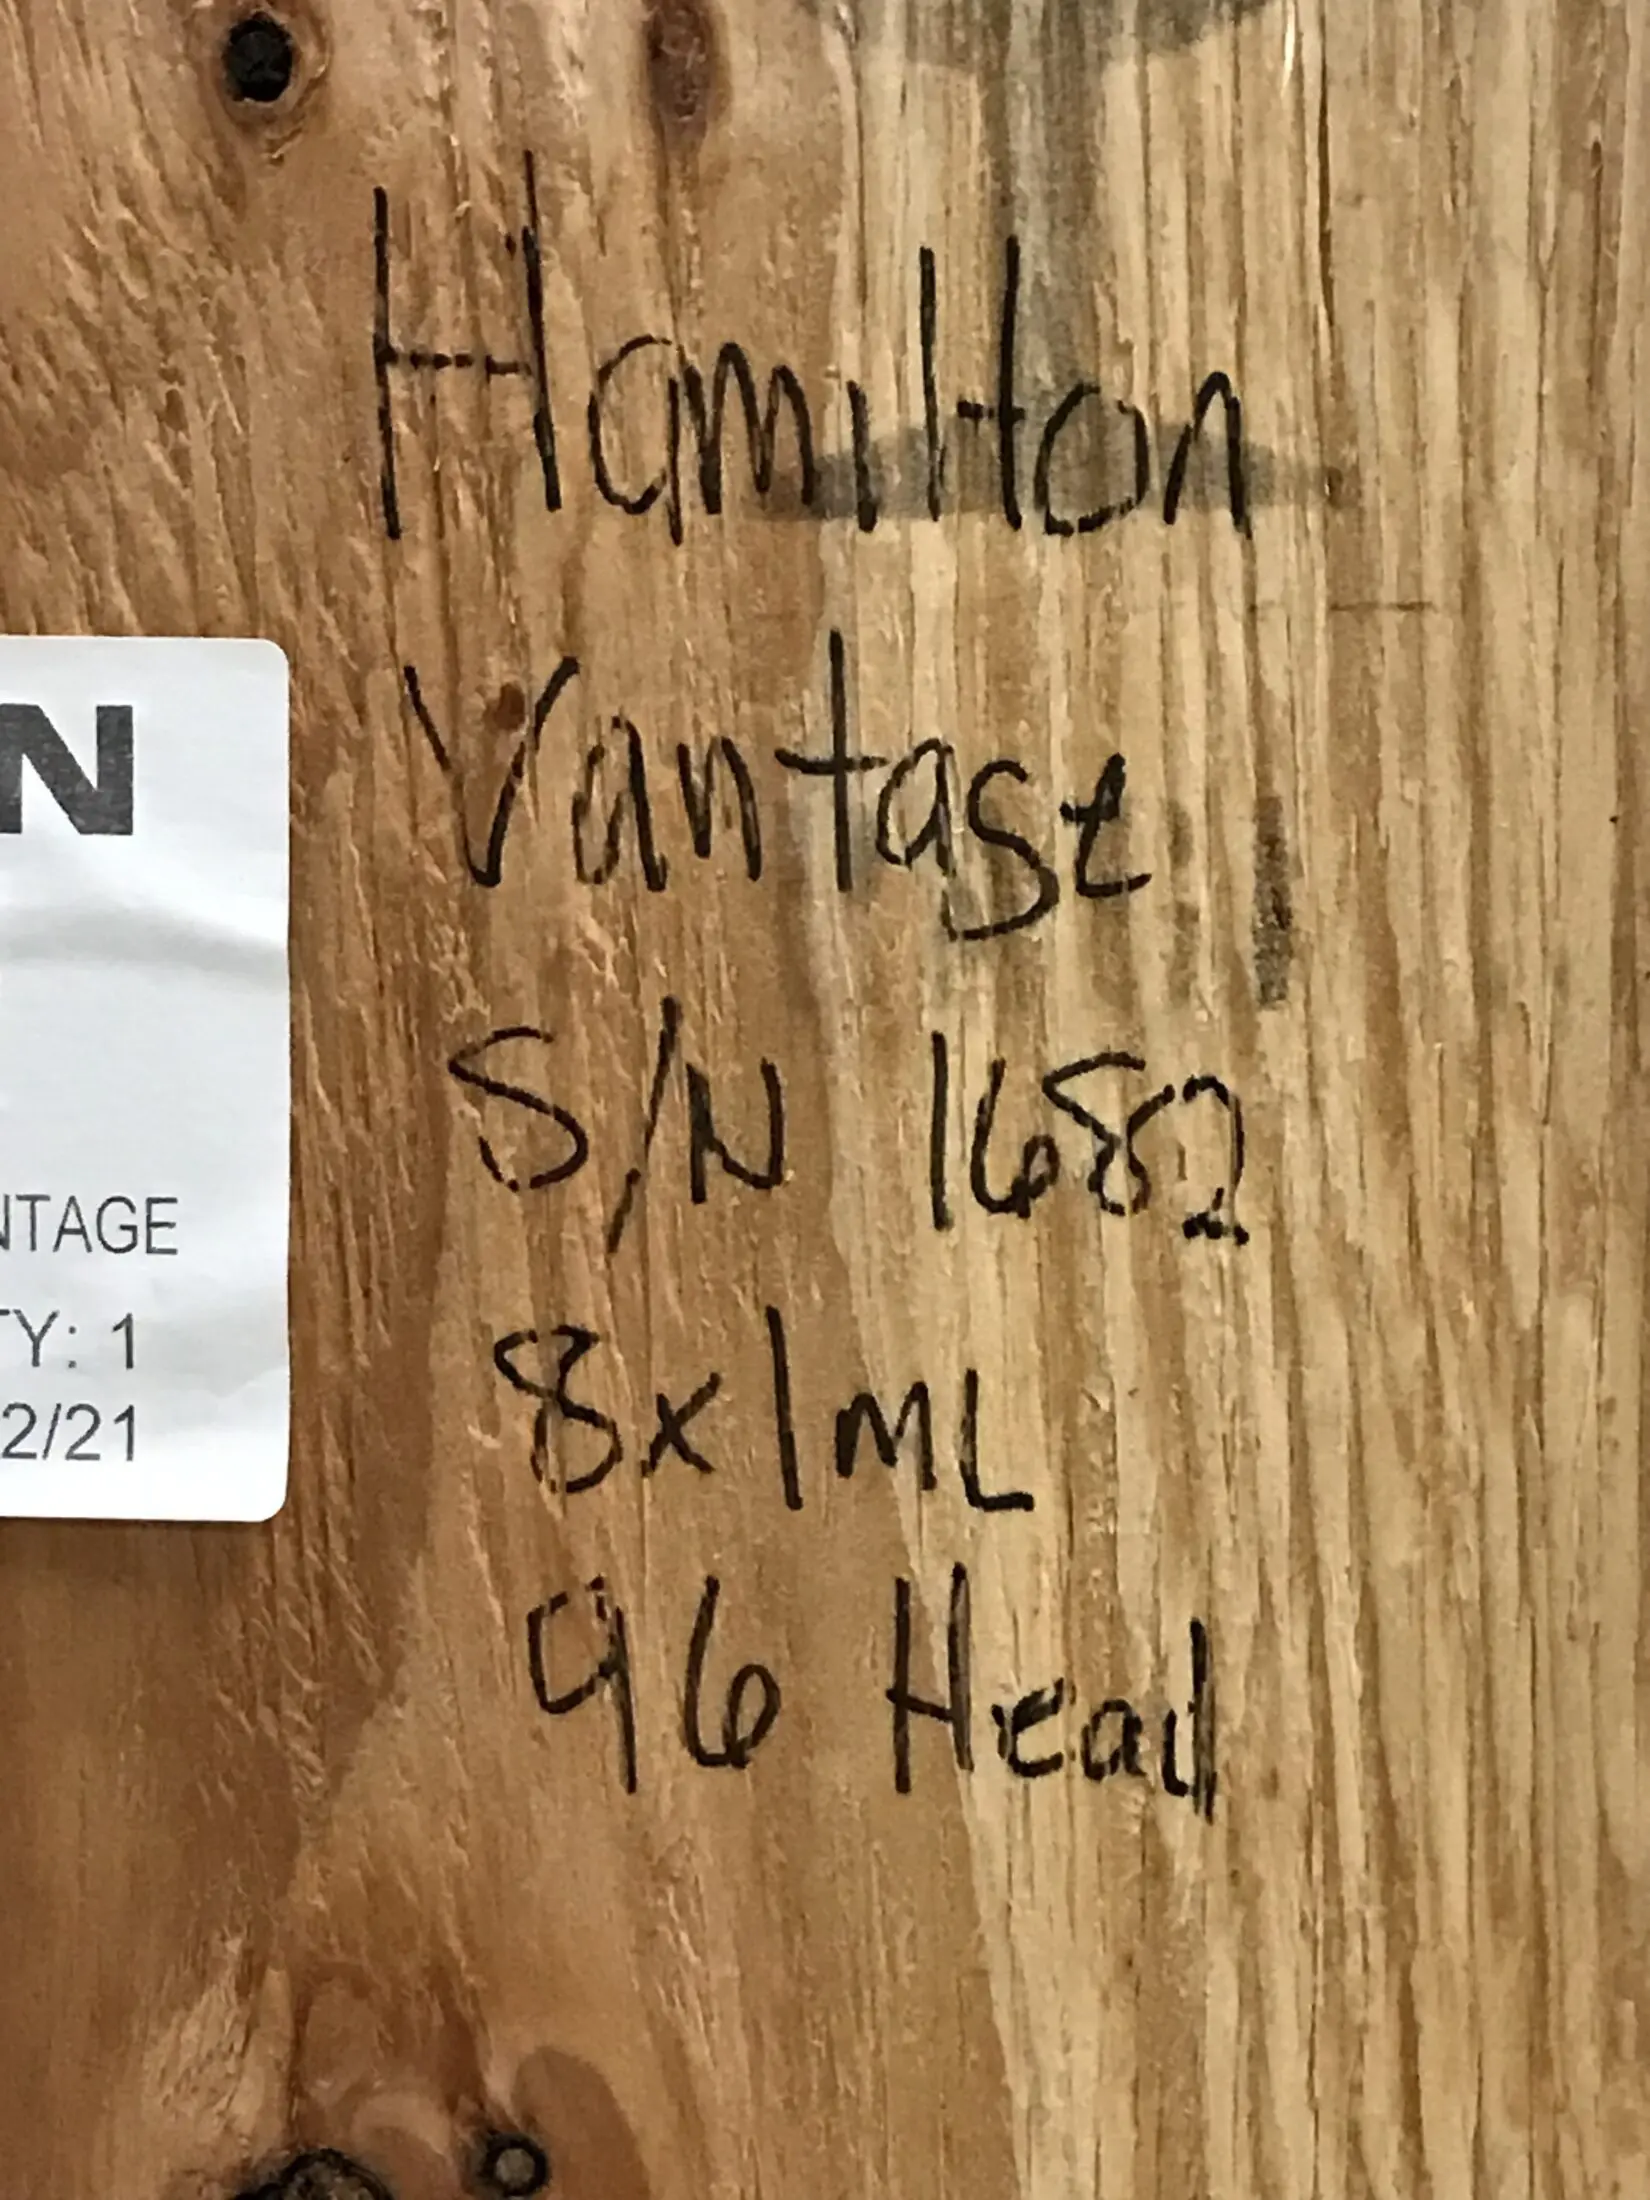 Hamilton
Vantage
S/N 1682
8x1mL
96 Head
N
NTAGE
TY: 1
2/21